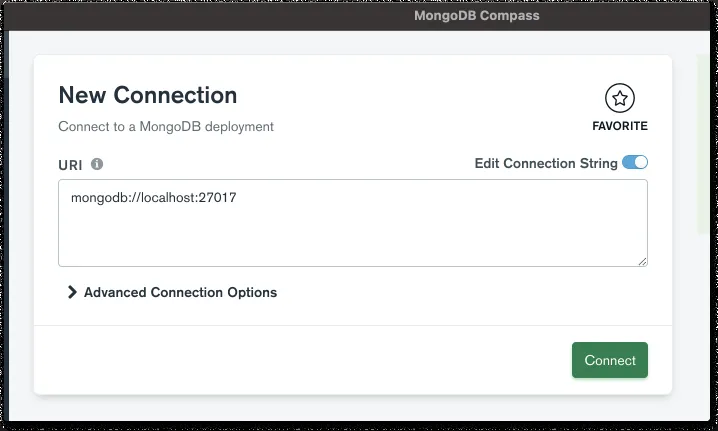 MongoDB Compass
New Connection
Connect to a MongoDB deployment
FAVORITE
URI
Edit Connection String
mongodb://localhost:27017
Advanced Connection Options
Connect